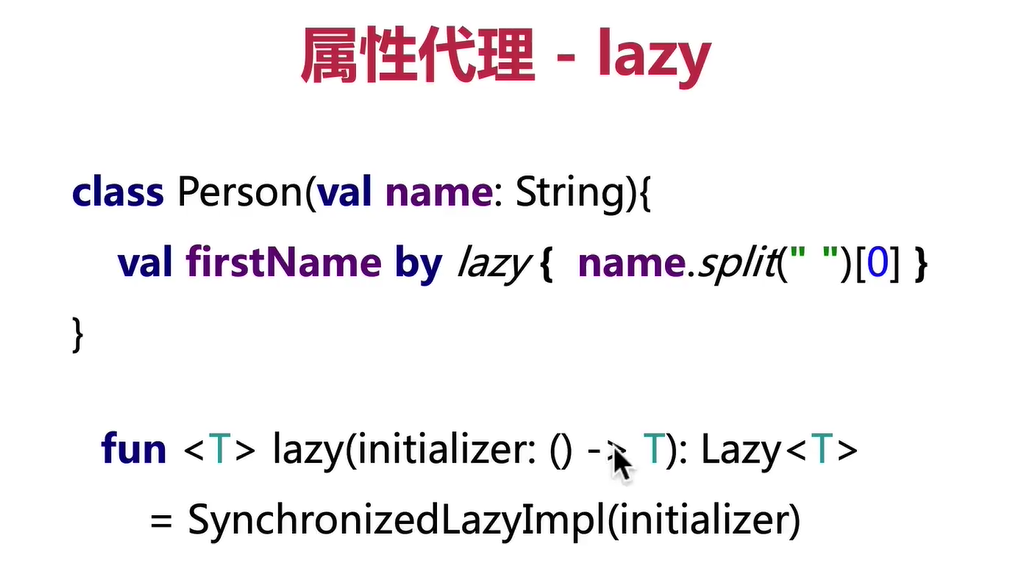 属性代理 - lazy
class Person(val name: String){
val firstName by lazy { name.split(" ")[0] }
}
fun <T> lazy(initializer: () -> T): Lazy<T>
= SynchronizedLazyImpl(initializer)